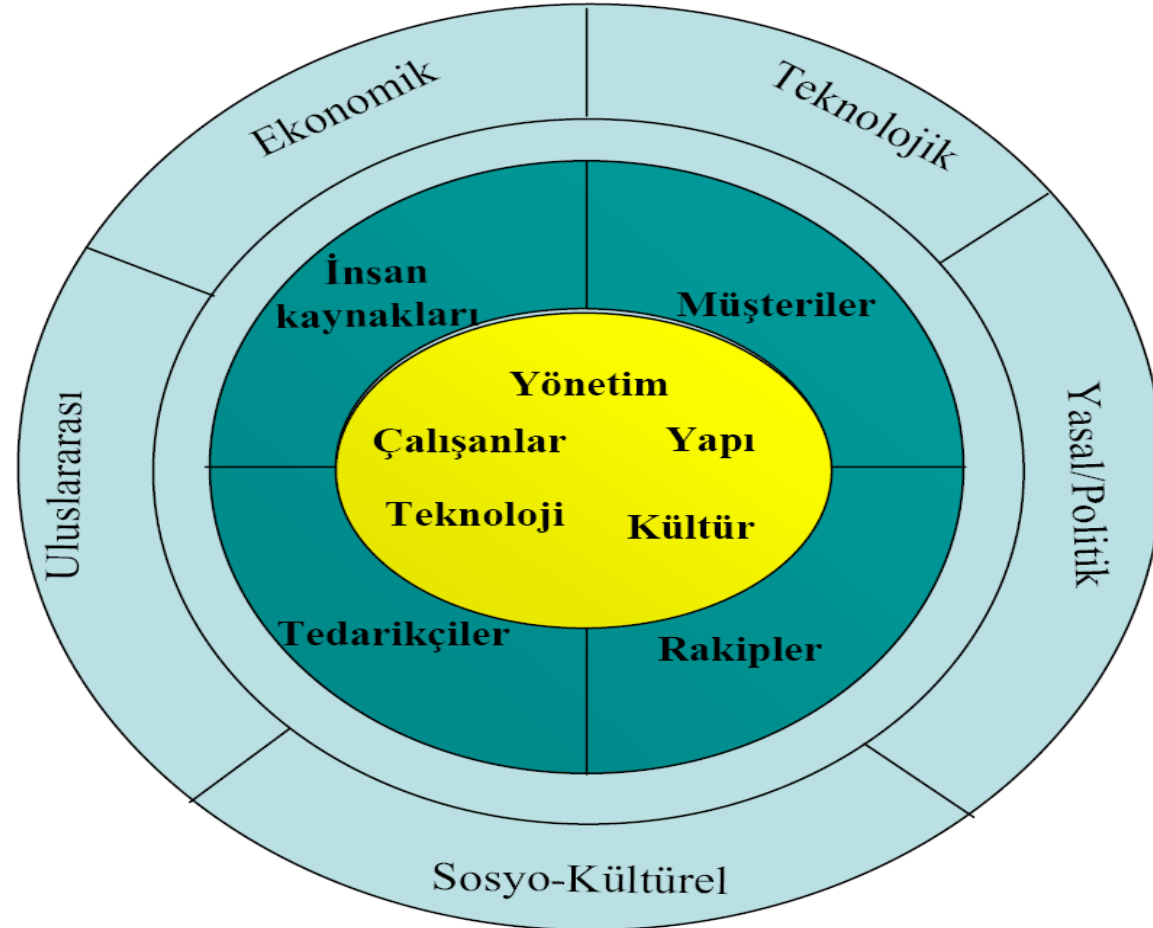 Ekonomik
Teknolojik
İnsan
kaynakları
Müşteriler
Yönetim
Çalışanlar
Yapı
Uluslararası
Yasal/Politik
Teknoloji
Kültür
Tedarikçiler
Rakipler
Sosyo-Kültürel